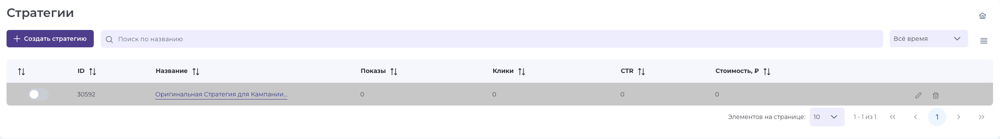 Стратегии
Создать стратегию
Поиск по названию
Всё время
ID Название Показы Клики CTR Стоимость, ₽
30592 Оригинальная Стратегия для Кампании... 0 0 0 0
Элементов на странице: 10 1 - 1 из 1 1